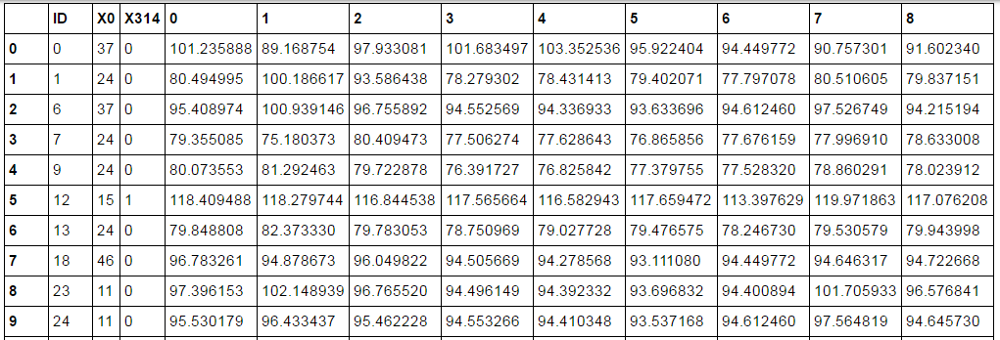 ID X0 X314 0 1 2 3 4 5 6 7 8
0 0 37 0 101.235888 89.168754 97.933081 101.683497 103.352536 95.922404 94.449772 90.757301 91.602340
1 1 24 0 80.494995 100.186617 93.586438 78.279302 78.431413 79.402071 77.797078 80.510605 79.837151
2 6 37 0 95.408974 100.939146 96.755892 94.552569 94.336933 93.633696 94.612460 97.526749 94.215194
3 7 24 0 79.355085 75.180373 80.409473 77.506274 77.628643 76.865856 77.676159 77.996910 78.633008
4 9 24 0 80.073553 81.292463 79.722878 76.391727 76.825842 77.379755 77.528320 78.860291 78.023912
5 12 15 1 118.409488 118.279744 116.844538 117.565664 116.582943 117.659472 113.397629 119.971863 117.076208
6 13 24 0 79.848808 82.373330 79.783053 78.750969 79.027728 79.476575 78.246730 79.530579 79.943998
7 18 46 0 96.783261 94.878673 96.049822 94.505669 94.278568 93.111080 94.449772 94.646317 94.722668
8 23 11 0 97.396153 102.148939 96.765520 94.496149 94.392332 93.696832 94.400894 101.705933 96.576841
9 24 11 0 95.530179 96.433437 95.462228 94.553266 94.410348 93.537168 94.612460 97.564819 94.645730